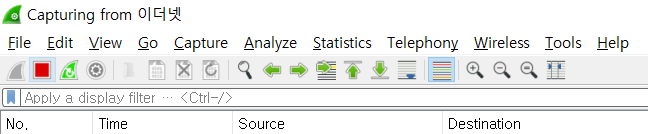 Capturing from 이더넷
File Edit View Go Capture Analyze Statistics Telephony Wireless Tools Help
Apply a display filter … <Ctrl-/>
No. Time Source Destination